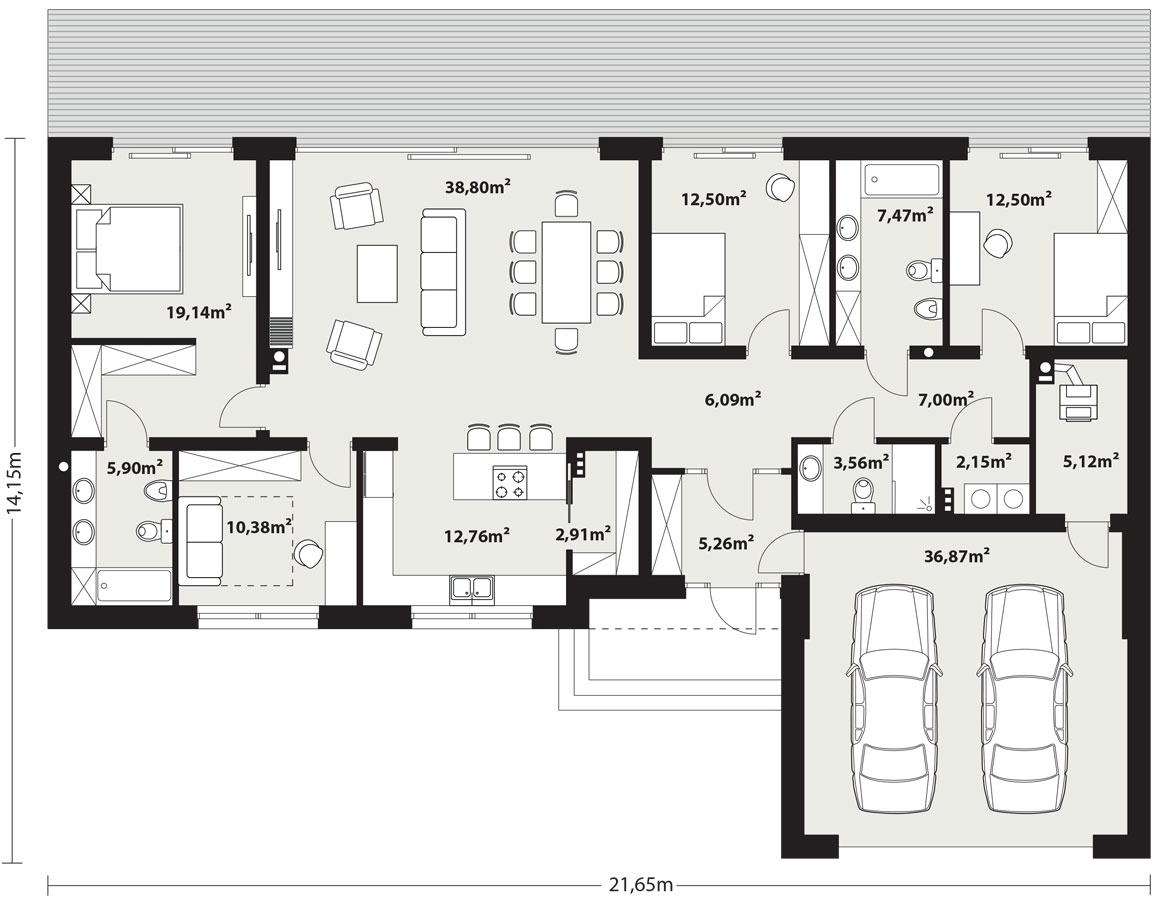 38,80m²
12,50m²
7,47m²
12,50m²
19,14m²
6,09m²
7,00m²
5,90m²
3,56m²
2,15m²
5,12m²
10,38m²
12,76m²
2,91m²
5,26m²
36,87m²
14,15m
21,65m